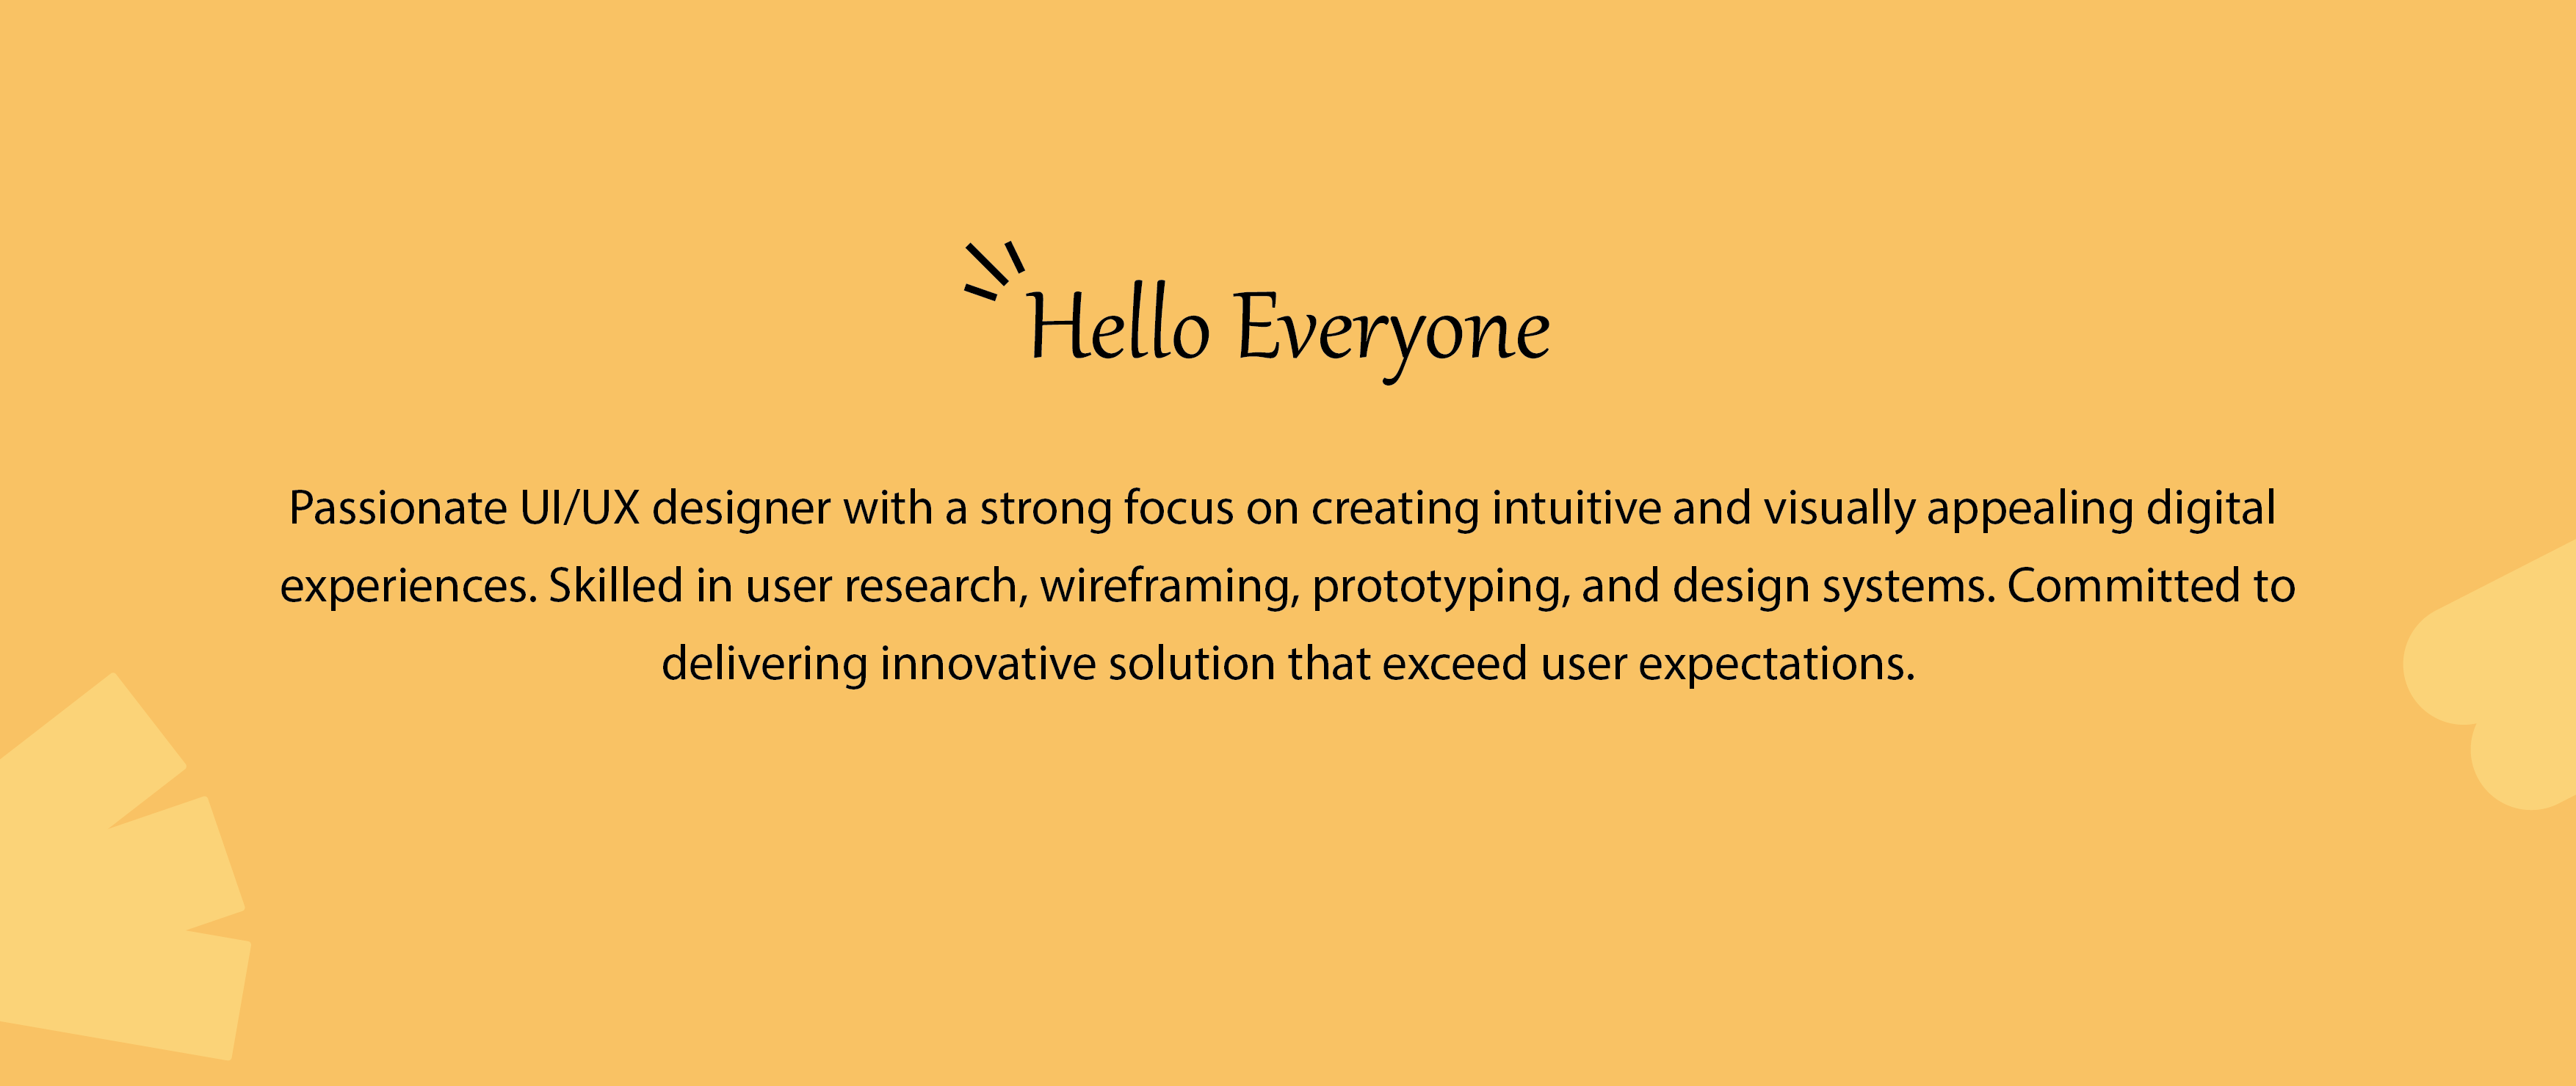 Hello Everyone
Passionate UI/UX designer with a strong focus on creating intuitive and visually appealing digital
experiences. Skilled in user research, wireframing, prototyping, and design systems. Committed to
delivering innovative solution that exceed user expectations.